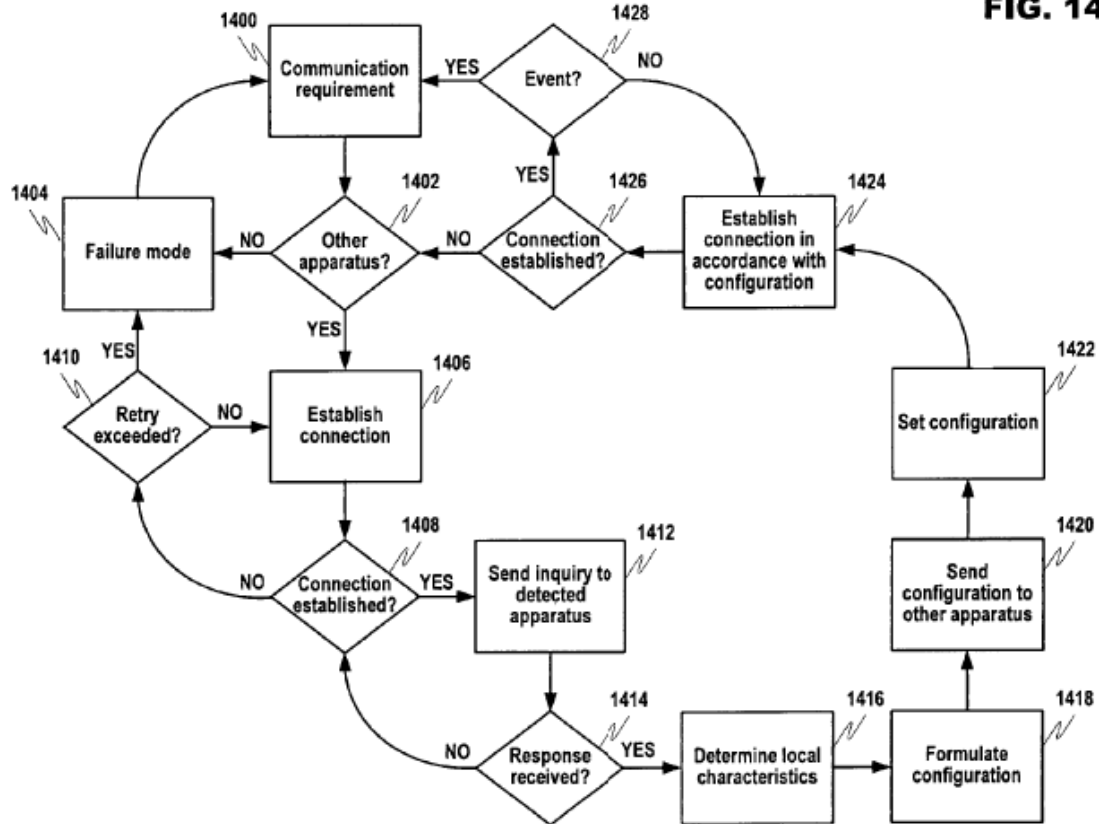 FIG. 14
1400
Communication
requirement
YES
Event?
1428
NO
1402
Other
apparatus?
NO
YES
1404
Failure mode
YES
1426
Connection
established?
NO
1424
Establish
connection in
accordance with
configuration
1410
YES
Retry
exceeded?
NO
1406
Establish
connection
1422
Set configuration
1408
Connection
established?
NO
YES
1412
Send inquiry to
detected
apparatus
1420
Send
configuration to
other apparatus
1414
Response
received?
NO
YES
1416
Determine local
characteristics
1418
Formulate
configuration